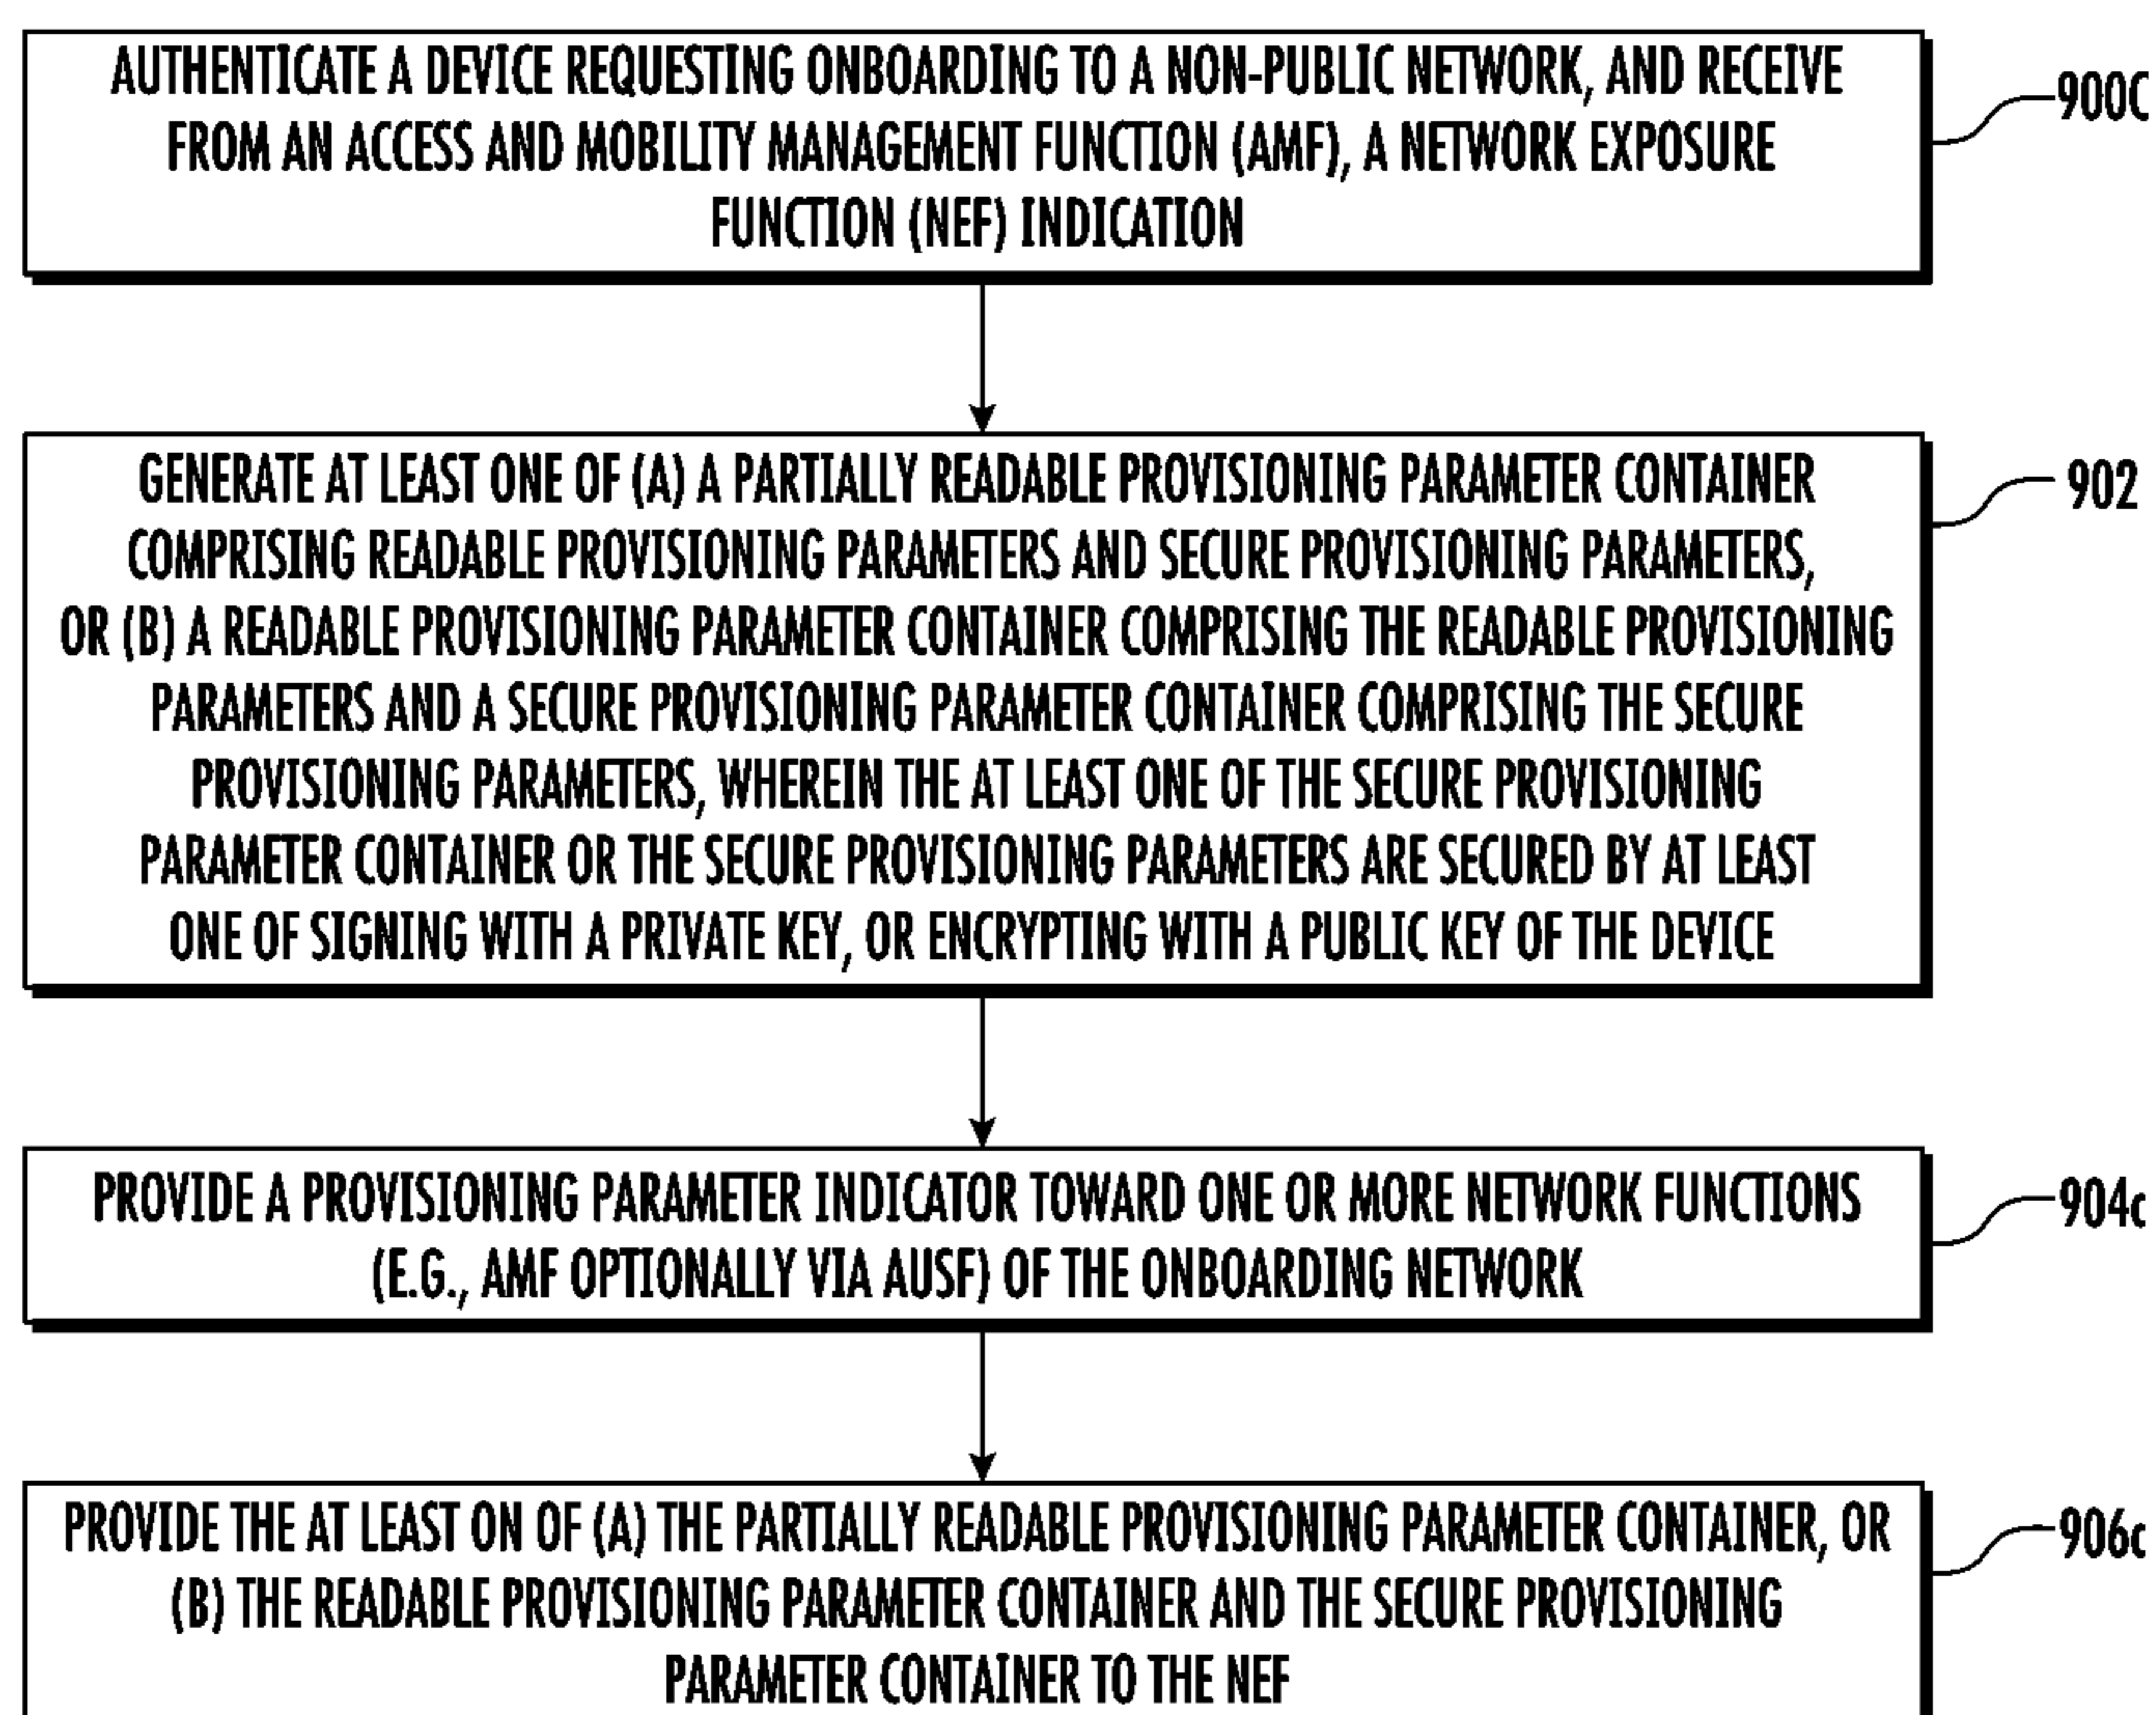 AUTHENTICATE A DEVICE REQUESTING ONBOARDING TO A NON-PUBLIC NETWORK, AND RECEIVE
FROM AN ACCESS AND MOBILITY MANAGEMENT FUNCTION (AMF), A NETWORK EXPOSURE
FUNCTION (NEF) INDICATION
900C
GENERATE AT LEAST ONE OF (A) A PARTIALLY READABLE PROVISIONING PARAMETER CONTAINER
COMPRISING READABLE PROVISIONING PARAMETERS AND SECURE PROVISIONING PARAMETERS,
OR (B) A READABLE PROVISIONING PARAMETER CONTAINER COMPRISING THE READABLE PROVISIONING
PARAMETERS AND A SECURE PROVISIONING PARAMETER CONTAINER COMPRISING THE SECURE
PROVISIONING PARAMETERS, WHEREIN THE AT LEAST ONE OF THE SECURE PROVISIONING
PARAMETER CONTAINER OR THE SECURE PROVISIONING PARAMETERS ARE SECURED BY AT LEAST
ONE OF SIGNING WITH A PRIVATE KEY, OR ENCRYPTING WITH A PUBLIC KEY OF THE DEVICE
902
PROVIDE A PROVISIONING PARAMETER INDICATOR TOWARD ONE OR MORE NETWORK FUNCTIONS
(E.G., AMF OPTIONALLY VIA AUSF) OF THE ONBOARDING NETWORK
904c
PROVIDE THE AT LEAST ON OF (A) THE PARTIALLY READABLE PROVISIONING PARAMETER CONTAINER, OR
(B) THE READABLE PROVISIONING PARAMETER CONTAINER AND THE SECURE PROVISIONING
PARAMETER CONTAINER TO THE NEF
906c